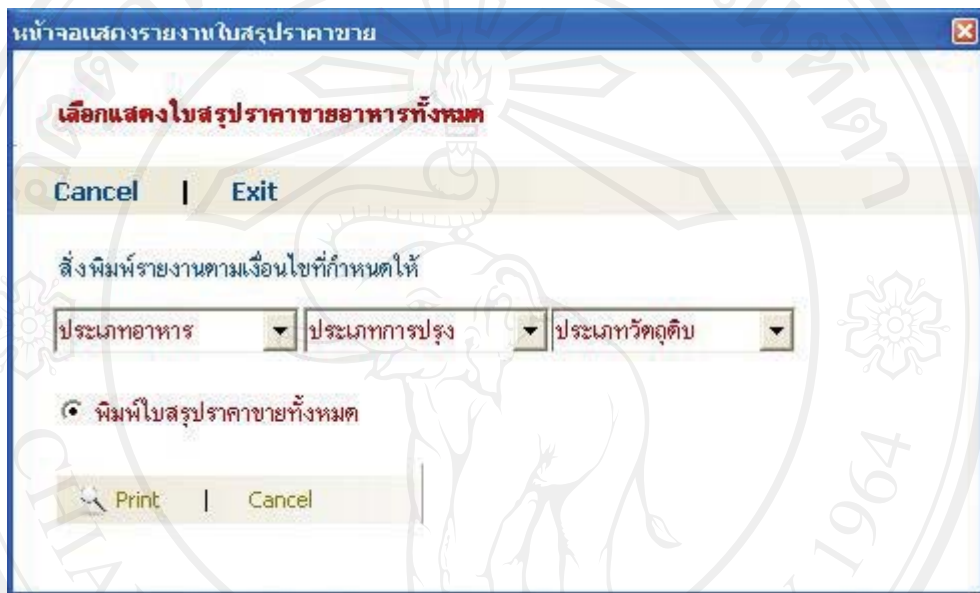 หน้าจอแสดงรายงานใบสรุปราคาขาย
เลือกแสดงใบสรุปราคาขายอาหารทั้งหมด
Cancel | Exit
สั่งพิมพ์รายงานตามเงื่อนไขที่กำหนดให้
ประเภทอาหาร ประเภทการปรุง ประเภทวัตถุดิบ
พิมพ์ใบสรุปราคาขายทั้งหมด
Print | Cancel
1964